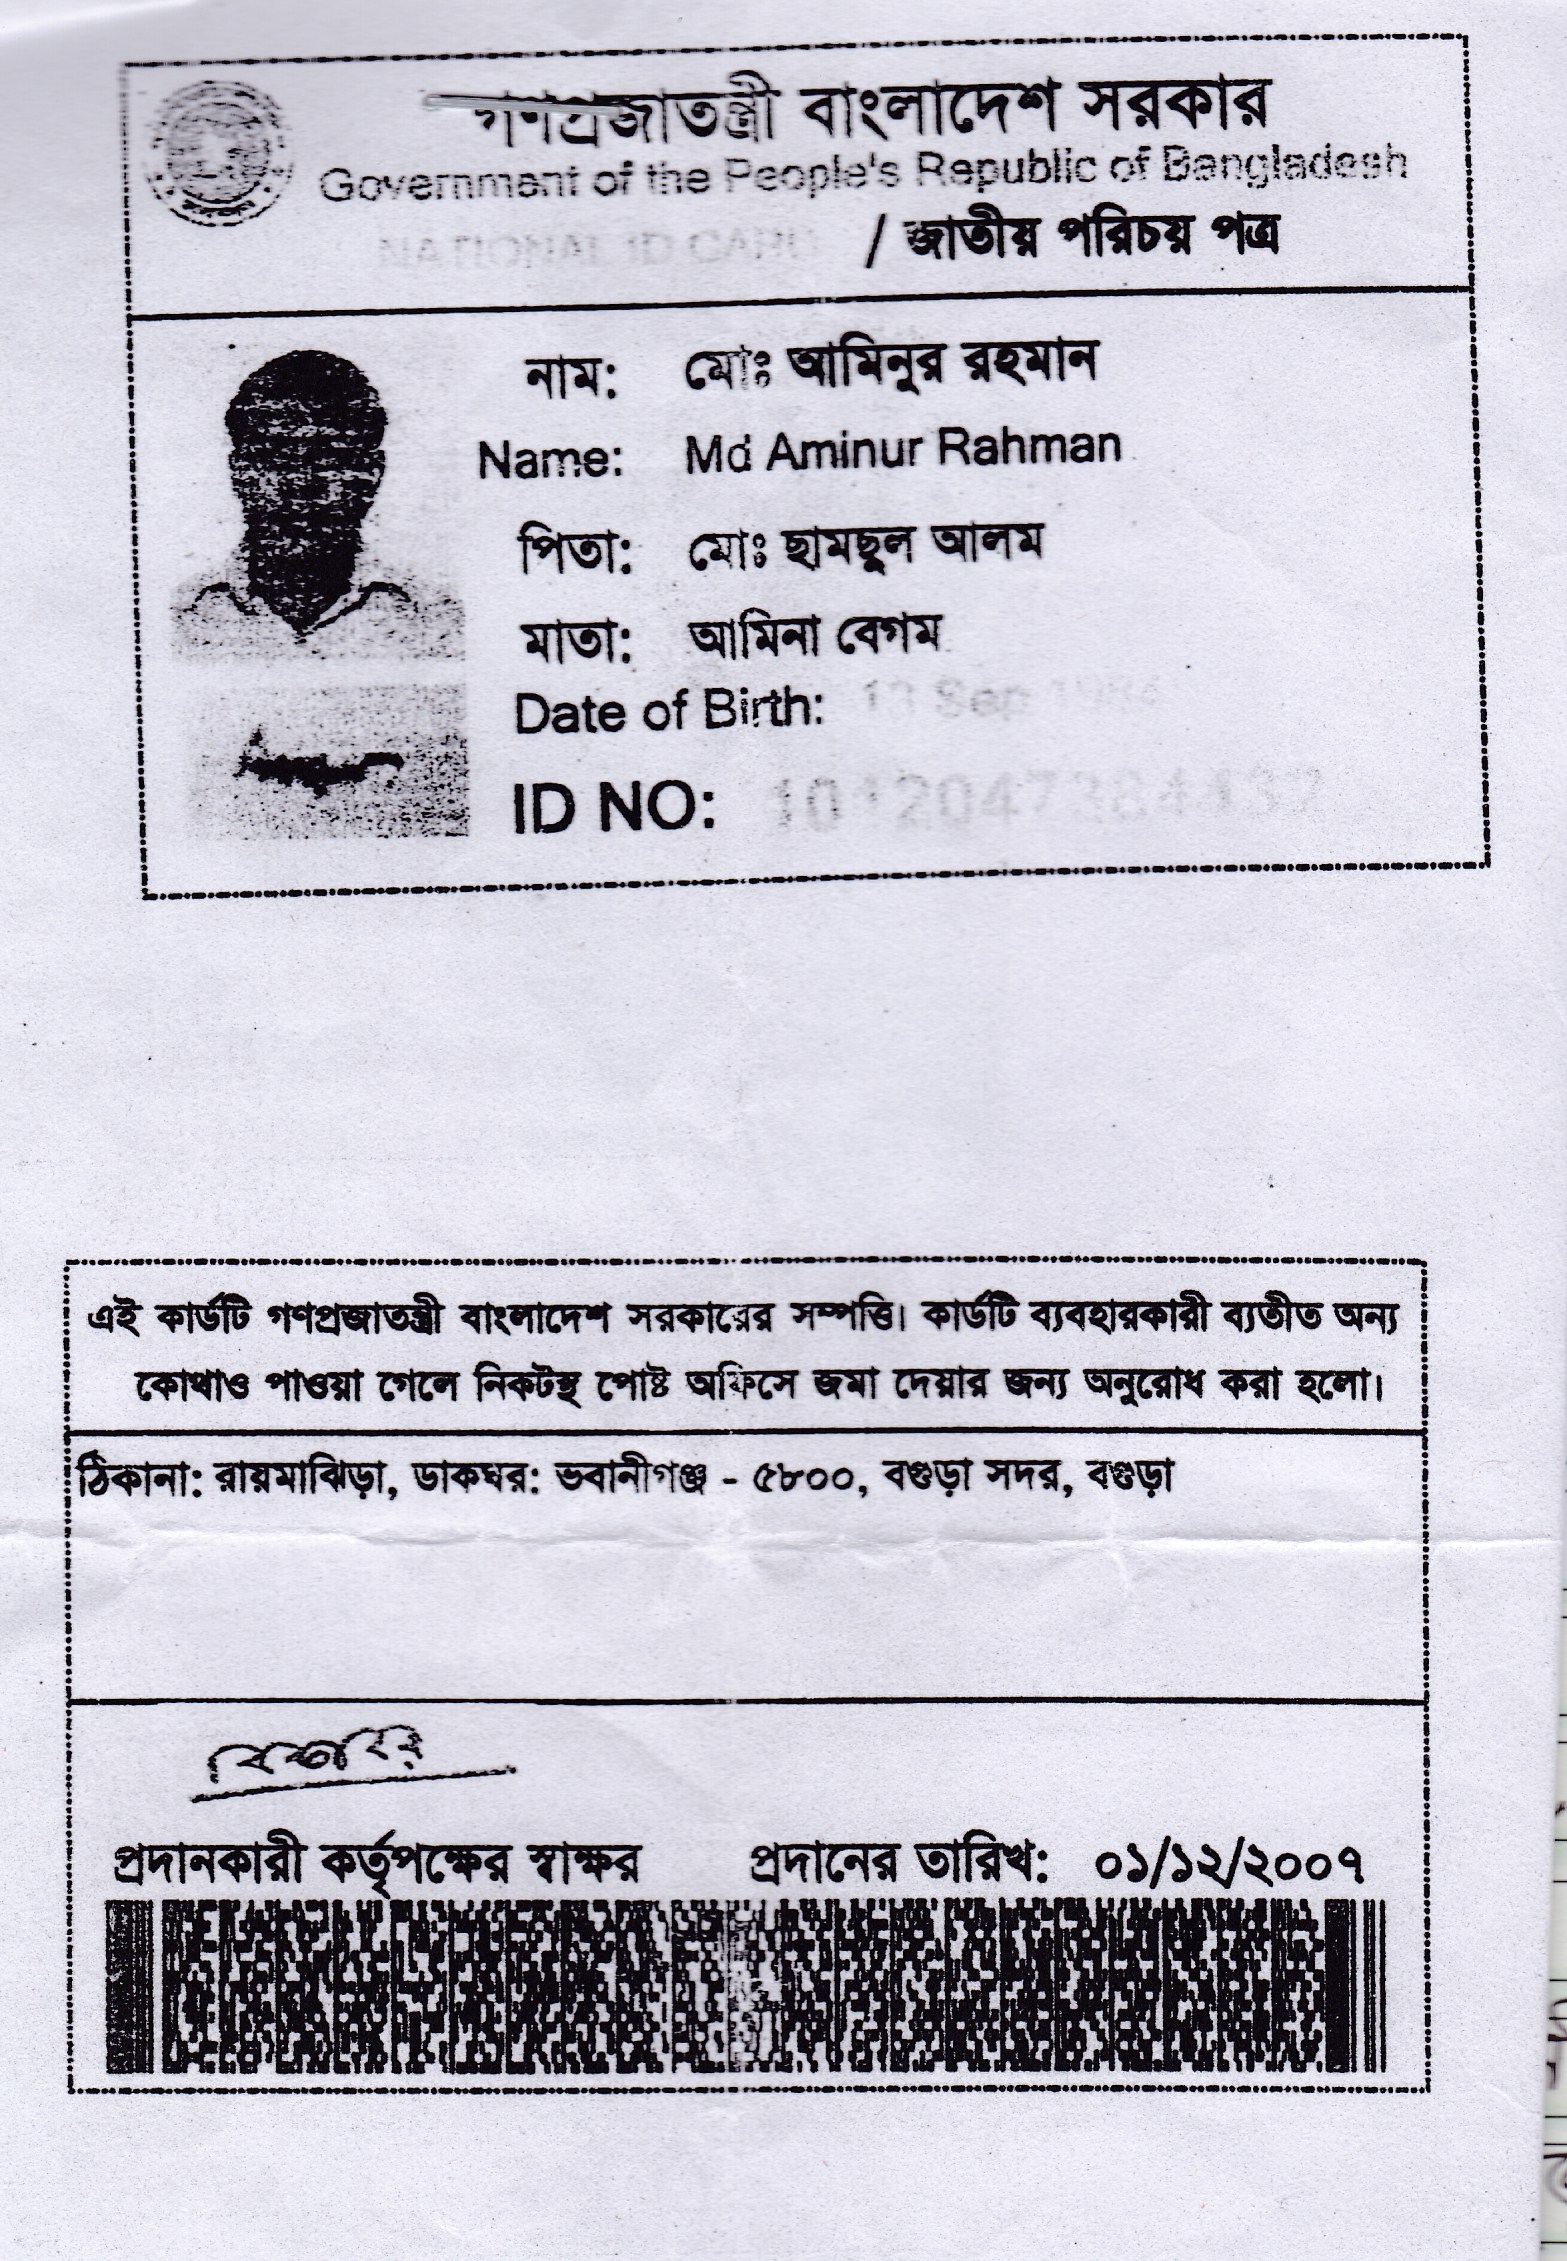 গণপ্রজাতন্ত্রী বাংলাদেশ সরকার
Government of the People's Republic of Bangladesh
NATIONAL ID CARD / জাতীয় পরিচয় পত্র
নাম: মোঃ আমিনুর রহমান
Name: Md Aminur Rahman
পিতা: মোঃ ছামছুল আলম
মাতা: আমিনা বেগম
Date of Birth: Sep
ID NO:
এই কার্ডটি গণপ্রজাতন্ত্রী বাংলাদেশ সরকারের সম্পত্তি। কার্ডটি ব্যবহারকারী ব্যতীত অন্য
কোথাও পাওয়া গেলে নিকটস্থ পোষ্ট অফিসে জমা দেয়ার জন্য অনুরোধ করা হলো।
ঠিকানা: রায়মাঝিড়া, ডাকঘর: ভবানীগঞ্জ - ৫৮০০, বগুড়া সদর, বগুড়া
প্রদানকারী কর্তৃপক্ষের স্বাক্ষর প্রদানের তারিখ: ০১/১২/২০০৭